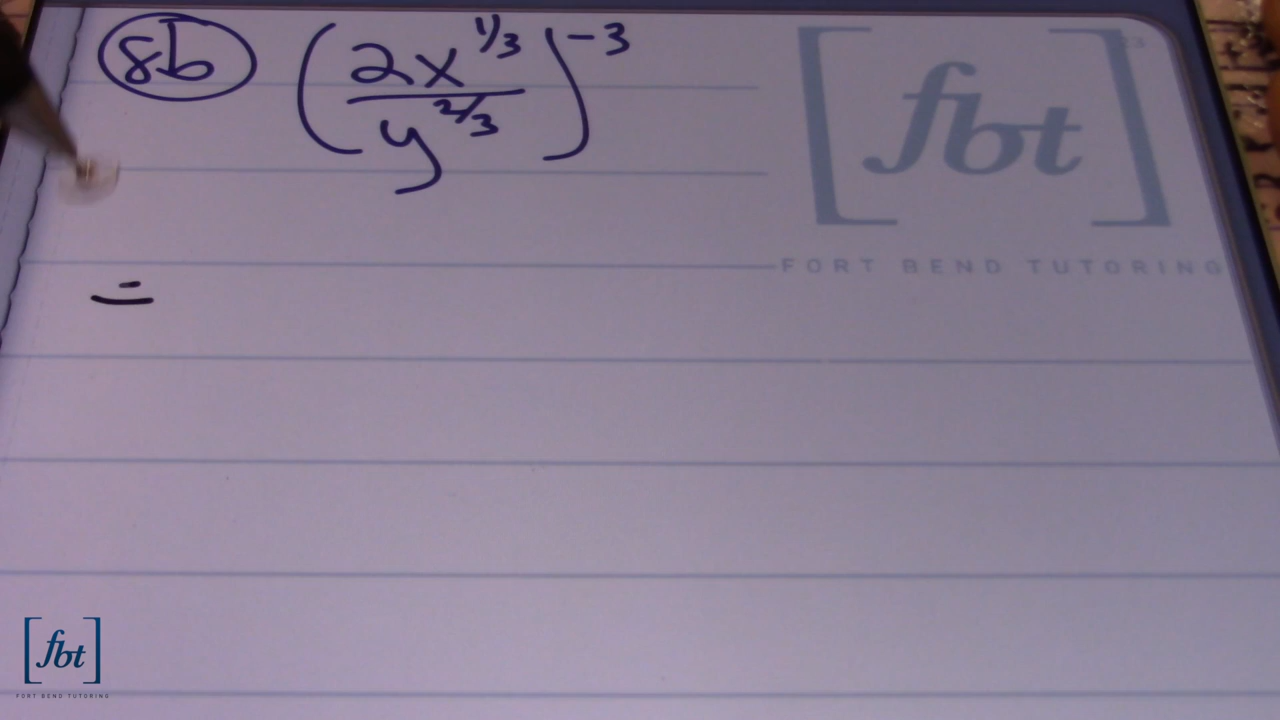 8b (2x^{1/3} / y^{2/3})^{-3}
=
fbt
FORT BEND TUTORING
fbt
FORT BEND TUTORING